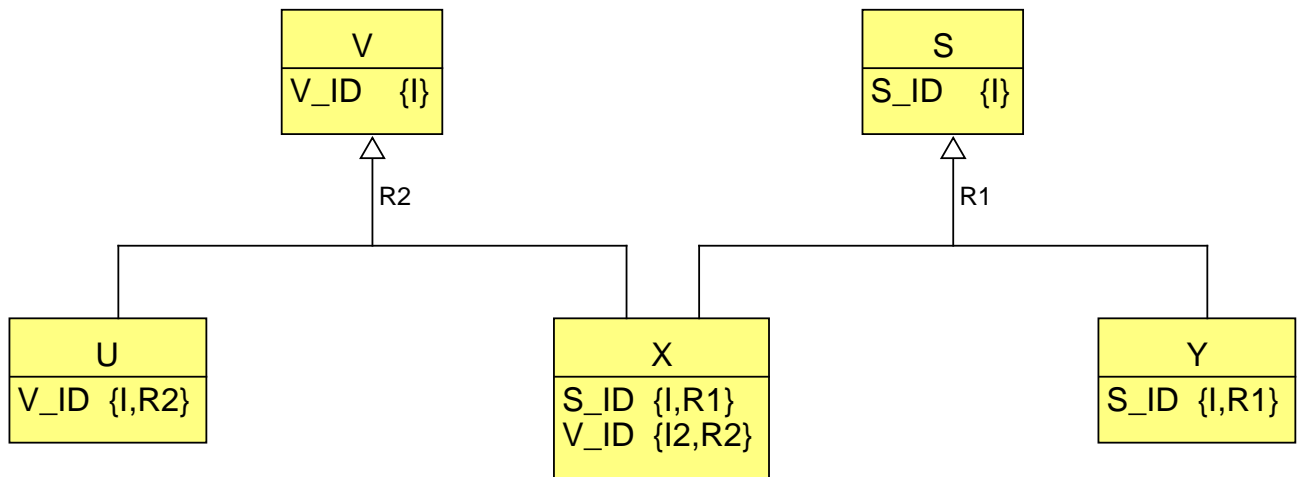 V
V_ID {I}
S
S_ID {I}
R2
R1
U
V_ID {I,R2}
X
S_ID {I,R1}
V_ID {I2,R2}
Y
S_ID {I,R1}